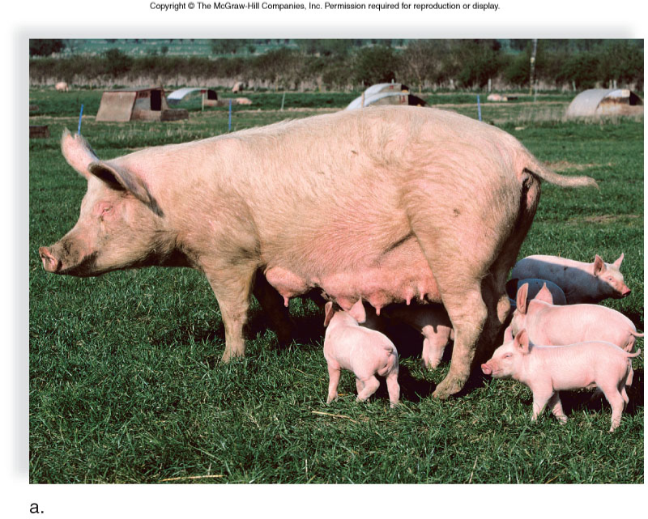 Copyright © The McGraw-Hill Companies, Inc. Permission required for reproduction or display.
a.